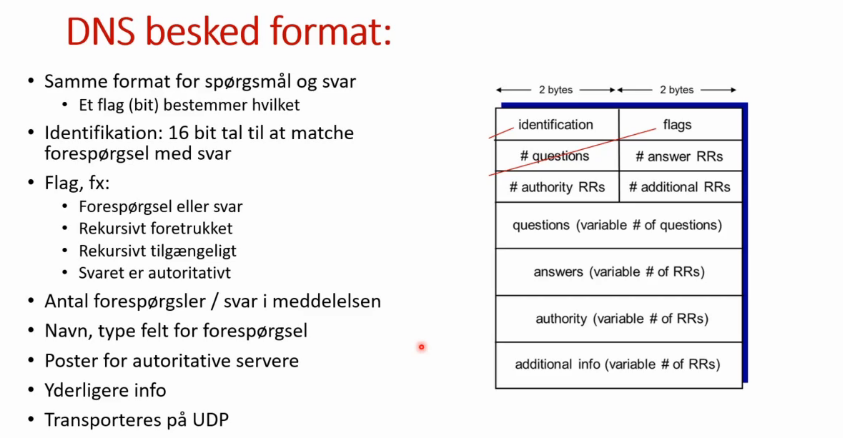 DNS besked format:
• Samme format for spørgsmål og svar
• Et flag (bit) bestemmer hvilket
• Identifikation: 16 bit tal til at matche
forespørgsel med svar
• Flag, fx:
• Forespørgsel eller svar
• Rekursivt foretrukket
• Rekursivt tilgængeligt
• Svaret er autoritativt
• Antal forespørgsler / svar i meddelelsen
• Navn, type felt for forespørgsel
• Poster for autoritative servere
• Yderligere info
• Transporteres på UDP
2 bytes 2 bytes
identification flags
# questions # answer RRs
# authority RRs # additional RRs
questions (variable # of questions)
answers (variable # of RRs)
authority (variable # of RRs)
additional info (variable # of RRs)